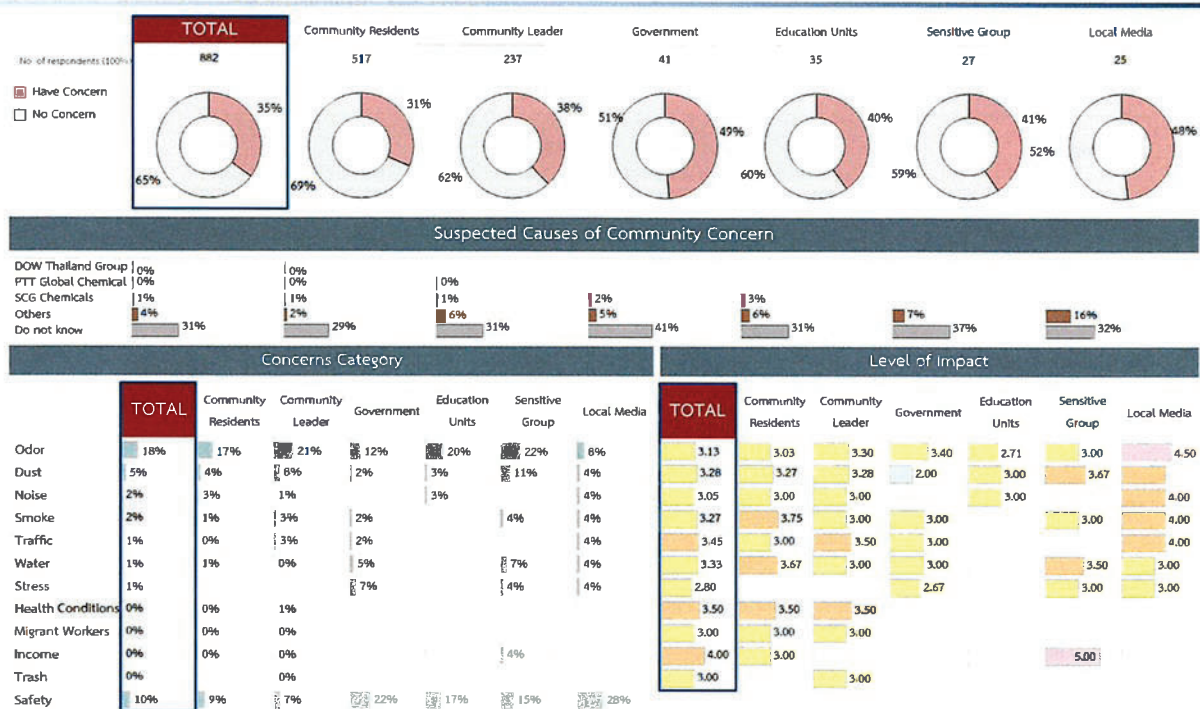 TOTAL Community Residents Community Leader Government Education Units Sensitive Group Local Media
No. of respondents (100%) 882 517 237 41 35 27 25
Have Concern
No Concern
35% 31% 38% 51% 49% 40% 41% 52% 48%
65% 69% 62% 60% 59%
Suspected Causes of Community Concern
DOW Thailand Group 0% 0%
PTT Global Chemical 0% 0% 0%
SCG Chemicals 1% 1% 1% 2% 3%
Others 4% 2% 6% 5% 6% 7% 16%
Do not know 31% 29% 31% 41% 31% 37% 32%
Concerns Category Level of Impact
TOTAL Community Residents Community Leader Government Education Units Sensitive Group Local Media TOTAL Community Residents Community Leader Government Education Units Sensitive Group Local Media
Odor 18% 17% 21% 12% 20% 22% 8% 3.13 3.03 3.30 3.40 2.71 3.00 4.50
Dust 5% 4% 8% 2% 3% 11% 4% 3.28 3.27 3.28 2.00 3.00 3.67
Noise 2% 3% 1% 3% 4% 3.05 3.00 3.00 3.00 4.00
Smoke 2% 1% 3% 2% 4% 4% 3.27 3.75 3.00 3.00 3.00 4.00
Traffic 1% 0% 3% 2% 4% 3.45 3.00 3.50 3.00 4.00
Water 1% 1% 0% 5% 7% 4% 3.33 3.67 3.00 3.00 3.50 3.00
Stress 1% 7% 4% 4% 2.80 2.67 3.00 3.00
Health Conditions 0% 0% 1% 3.50 3.50 3.50
Migrant Workers 0% 0% 0% 3.00 3.00 3.00
Income 0% 0% 0% 4% 4.00 3.00 5.00
Trash 0% 0% 3.00 3.00
Safety 10% 9% 7% 22% 17% 15% 28%